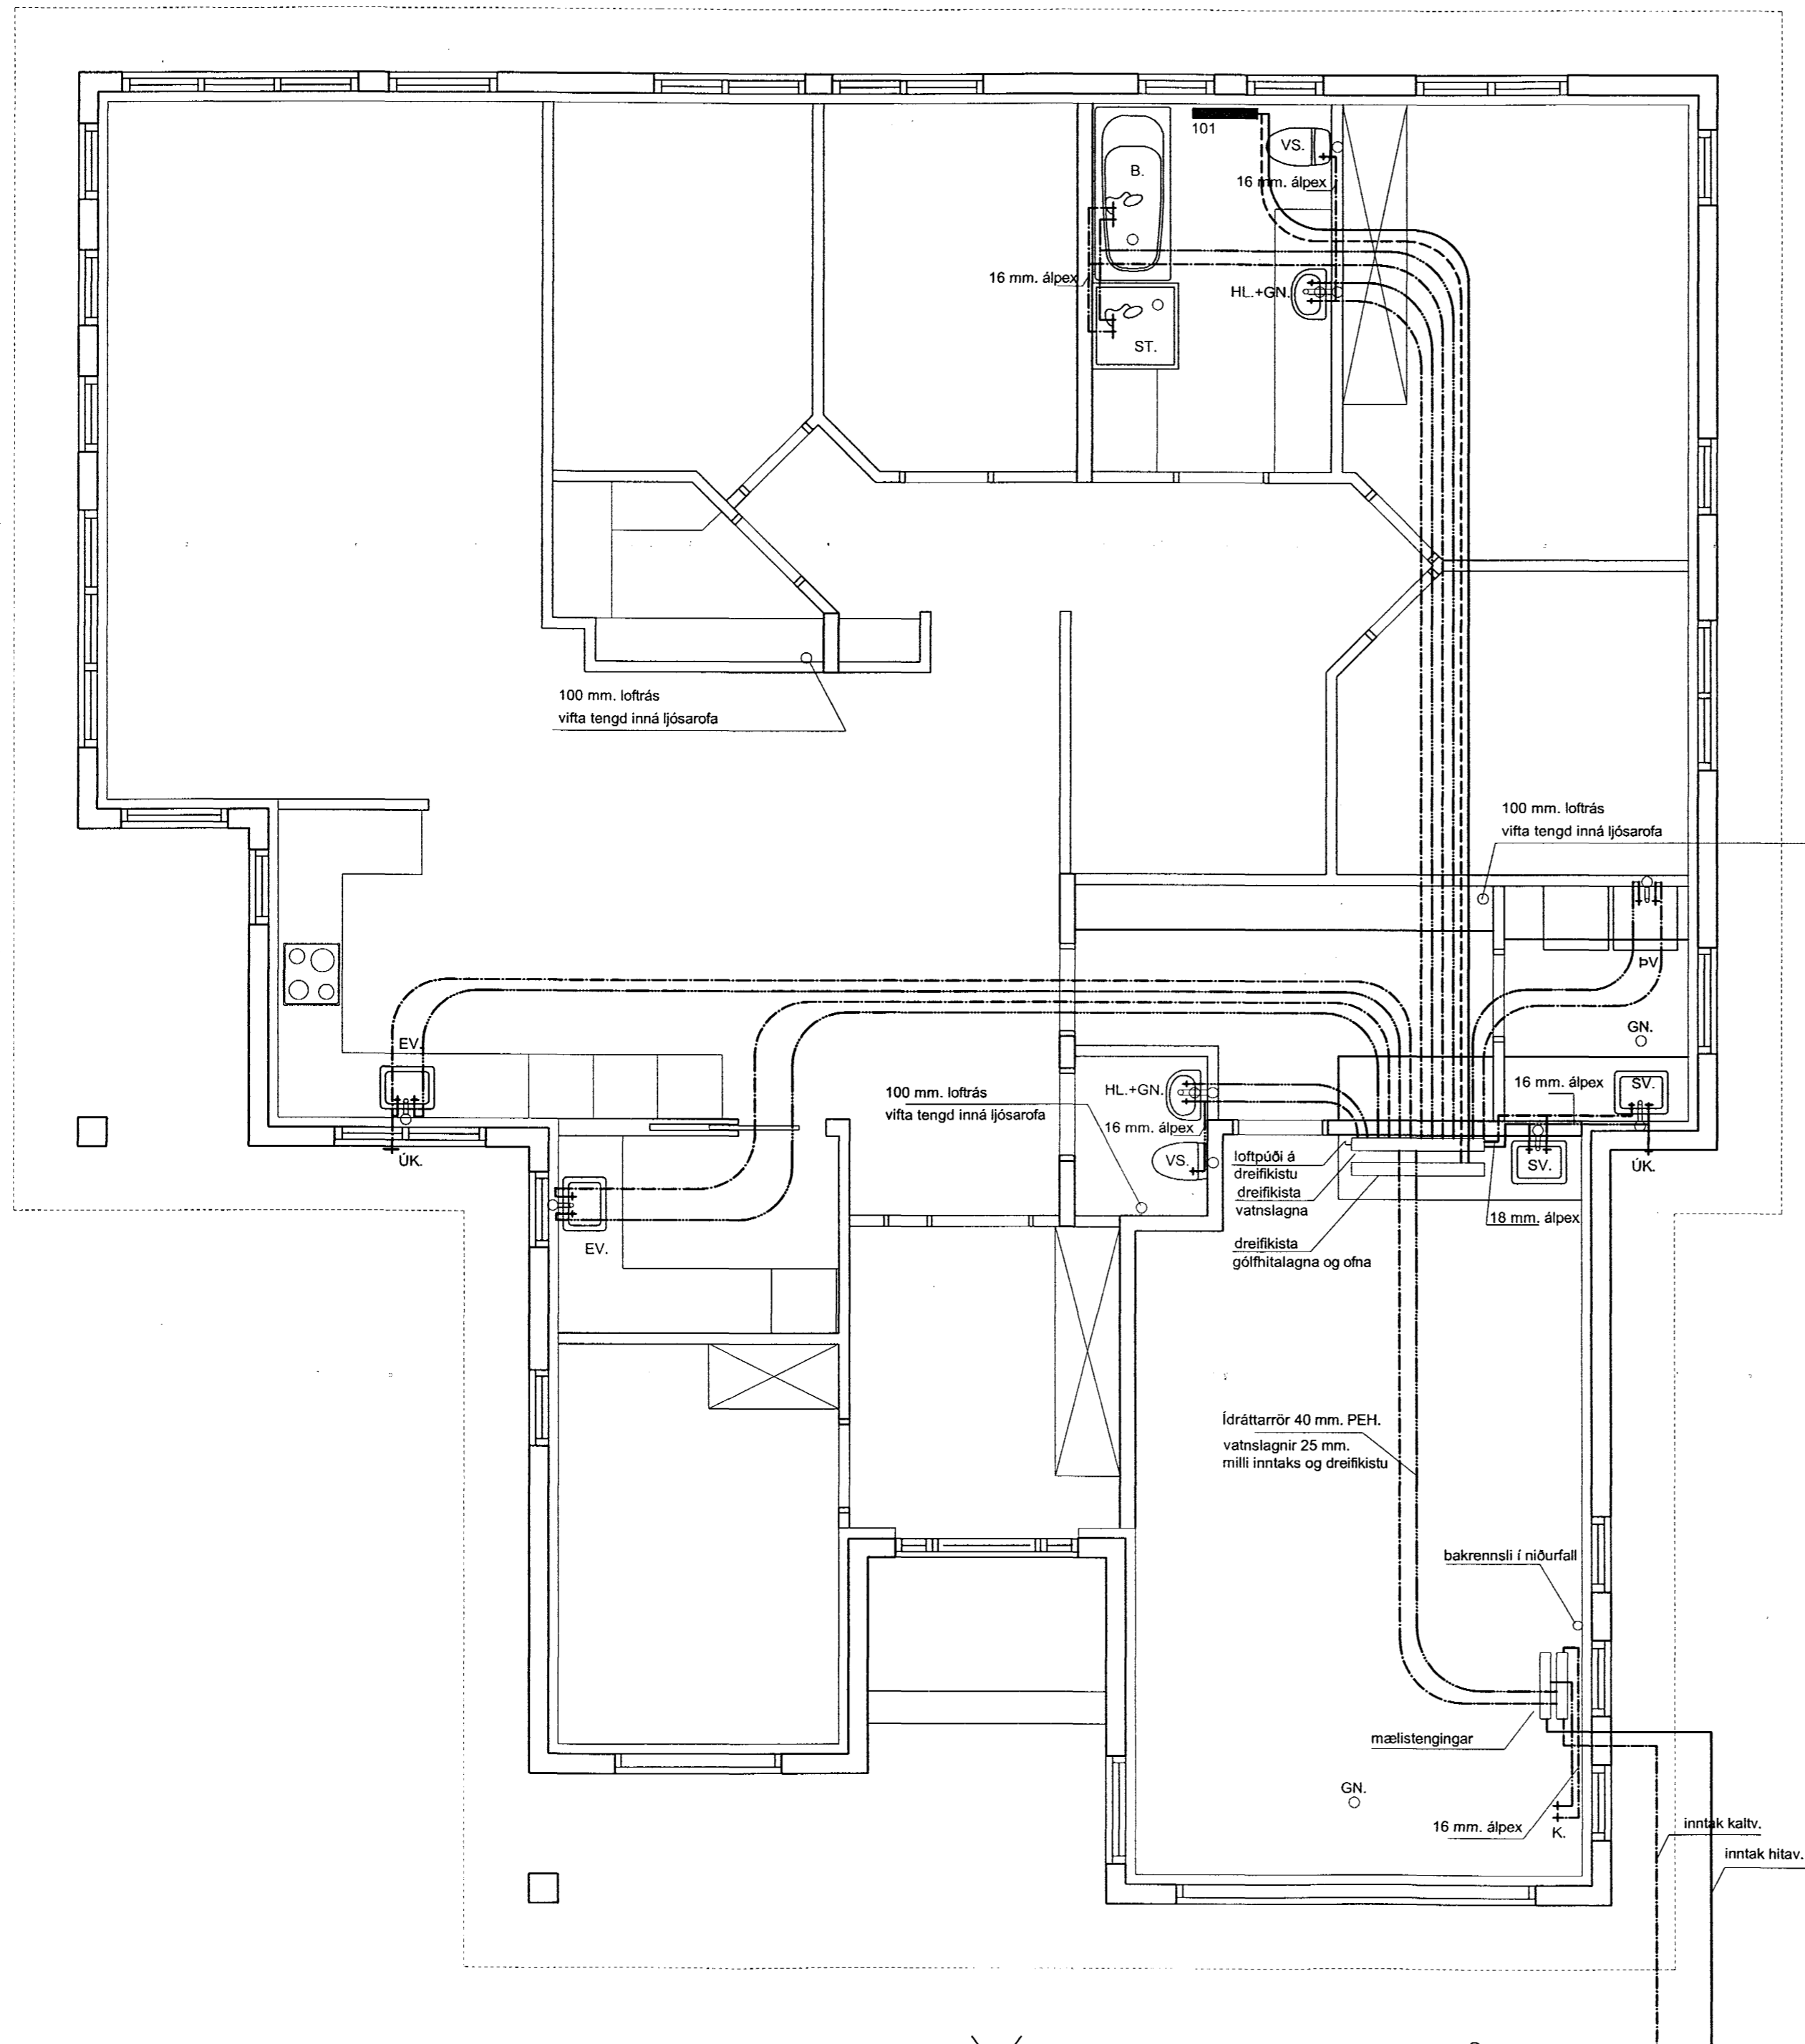 101
VS.
B.
16 mm. álpex
16 mm. álpex
HL.+GN.
ST.
100 mm. loftrás
vifta tengd inná ljósarofa
100 mm. loftrás
vifta tengd inná ljósarofa
ÞV
GN.
EV.
HL.+GN.
100 mm. loftrás
vifta tengd inná ljósarofa
16 mm. álpex
16 mm. álpex
SV.
VS.
loftpúði á
dreifikistu
dreifikista
vatnslagna
SV.
ÚK.
ÚK.
18 mm. álpex
EV.
dreifikista
gólfhitalagna og ofna
Ídráttarrör 40 mm. PEH.
vatnslagnir 25 mm.
milli inntaks og dreifikistu
bakrennsli í niðurfall
mælistengingar
GN.
16 mm. álpex
K.
inntak kaltv.
inntak hitav.